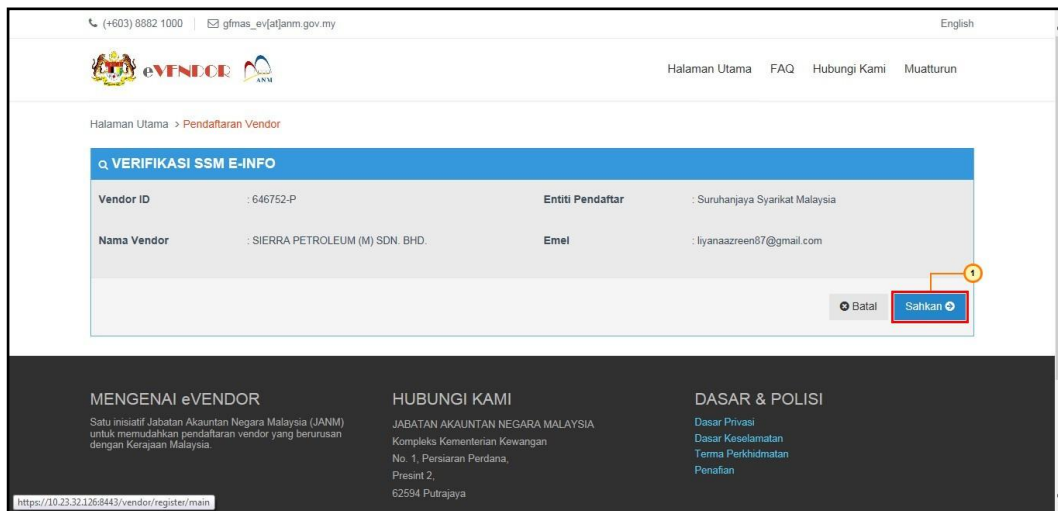 (+603) 8882 1000 gfmas_ev[at]anm.gov.my English
eVENDOR ANM Halaman Utama FAQ Hubungi Kami Muatturun
Halaman Utama > Pendaftaran Vendor
VERIFIKASI SSM E-INFO
Vendor ID : 646752-P Entiti Pendaftar : Suruhanjaya Syarikat Malaysia
Nama Vendor : SIERRA PETROLEUM (M) SDN. BHD. Emel : liyanaazreen87@gmail.com
1
Batal Sahkan
MENGENAI eVENDOR
Satu inisiatif Jabatan Akauntan Negara Malaysia (JANM)
untuk memudahkan pendaftaran vendor yang berurusan
dengan Kerajaan Malaysia.
HUBUNGI KAMI
JABATAN AKAUNTAN NEGARA MALAYSIA
Kompleks Kementerian Kewangan
No. 1, Persiaran Perdana,
Presint 2,
62594 Putrajaya
DASAR & POLISI
Dasar Privasi
Dasar Keselamatan
Terma Perkhidmatan
Penafian
https://10.23.32.126:8443/vendor/register/main